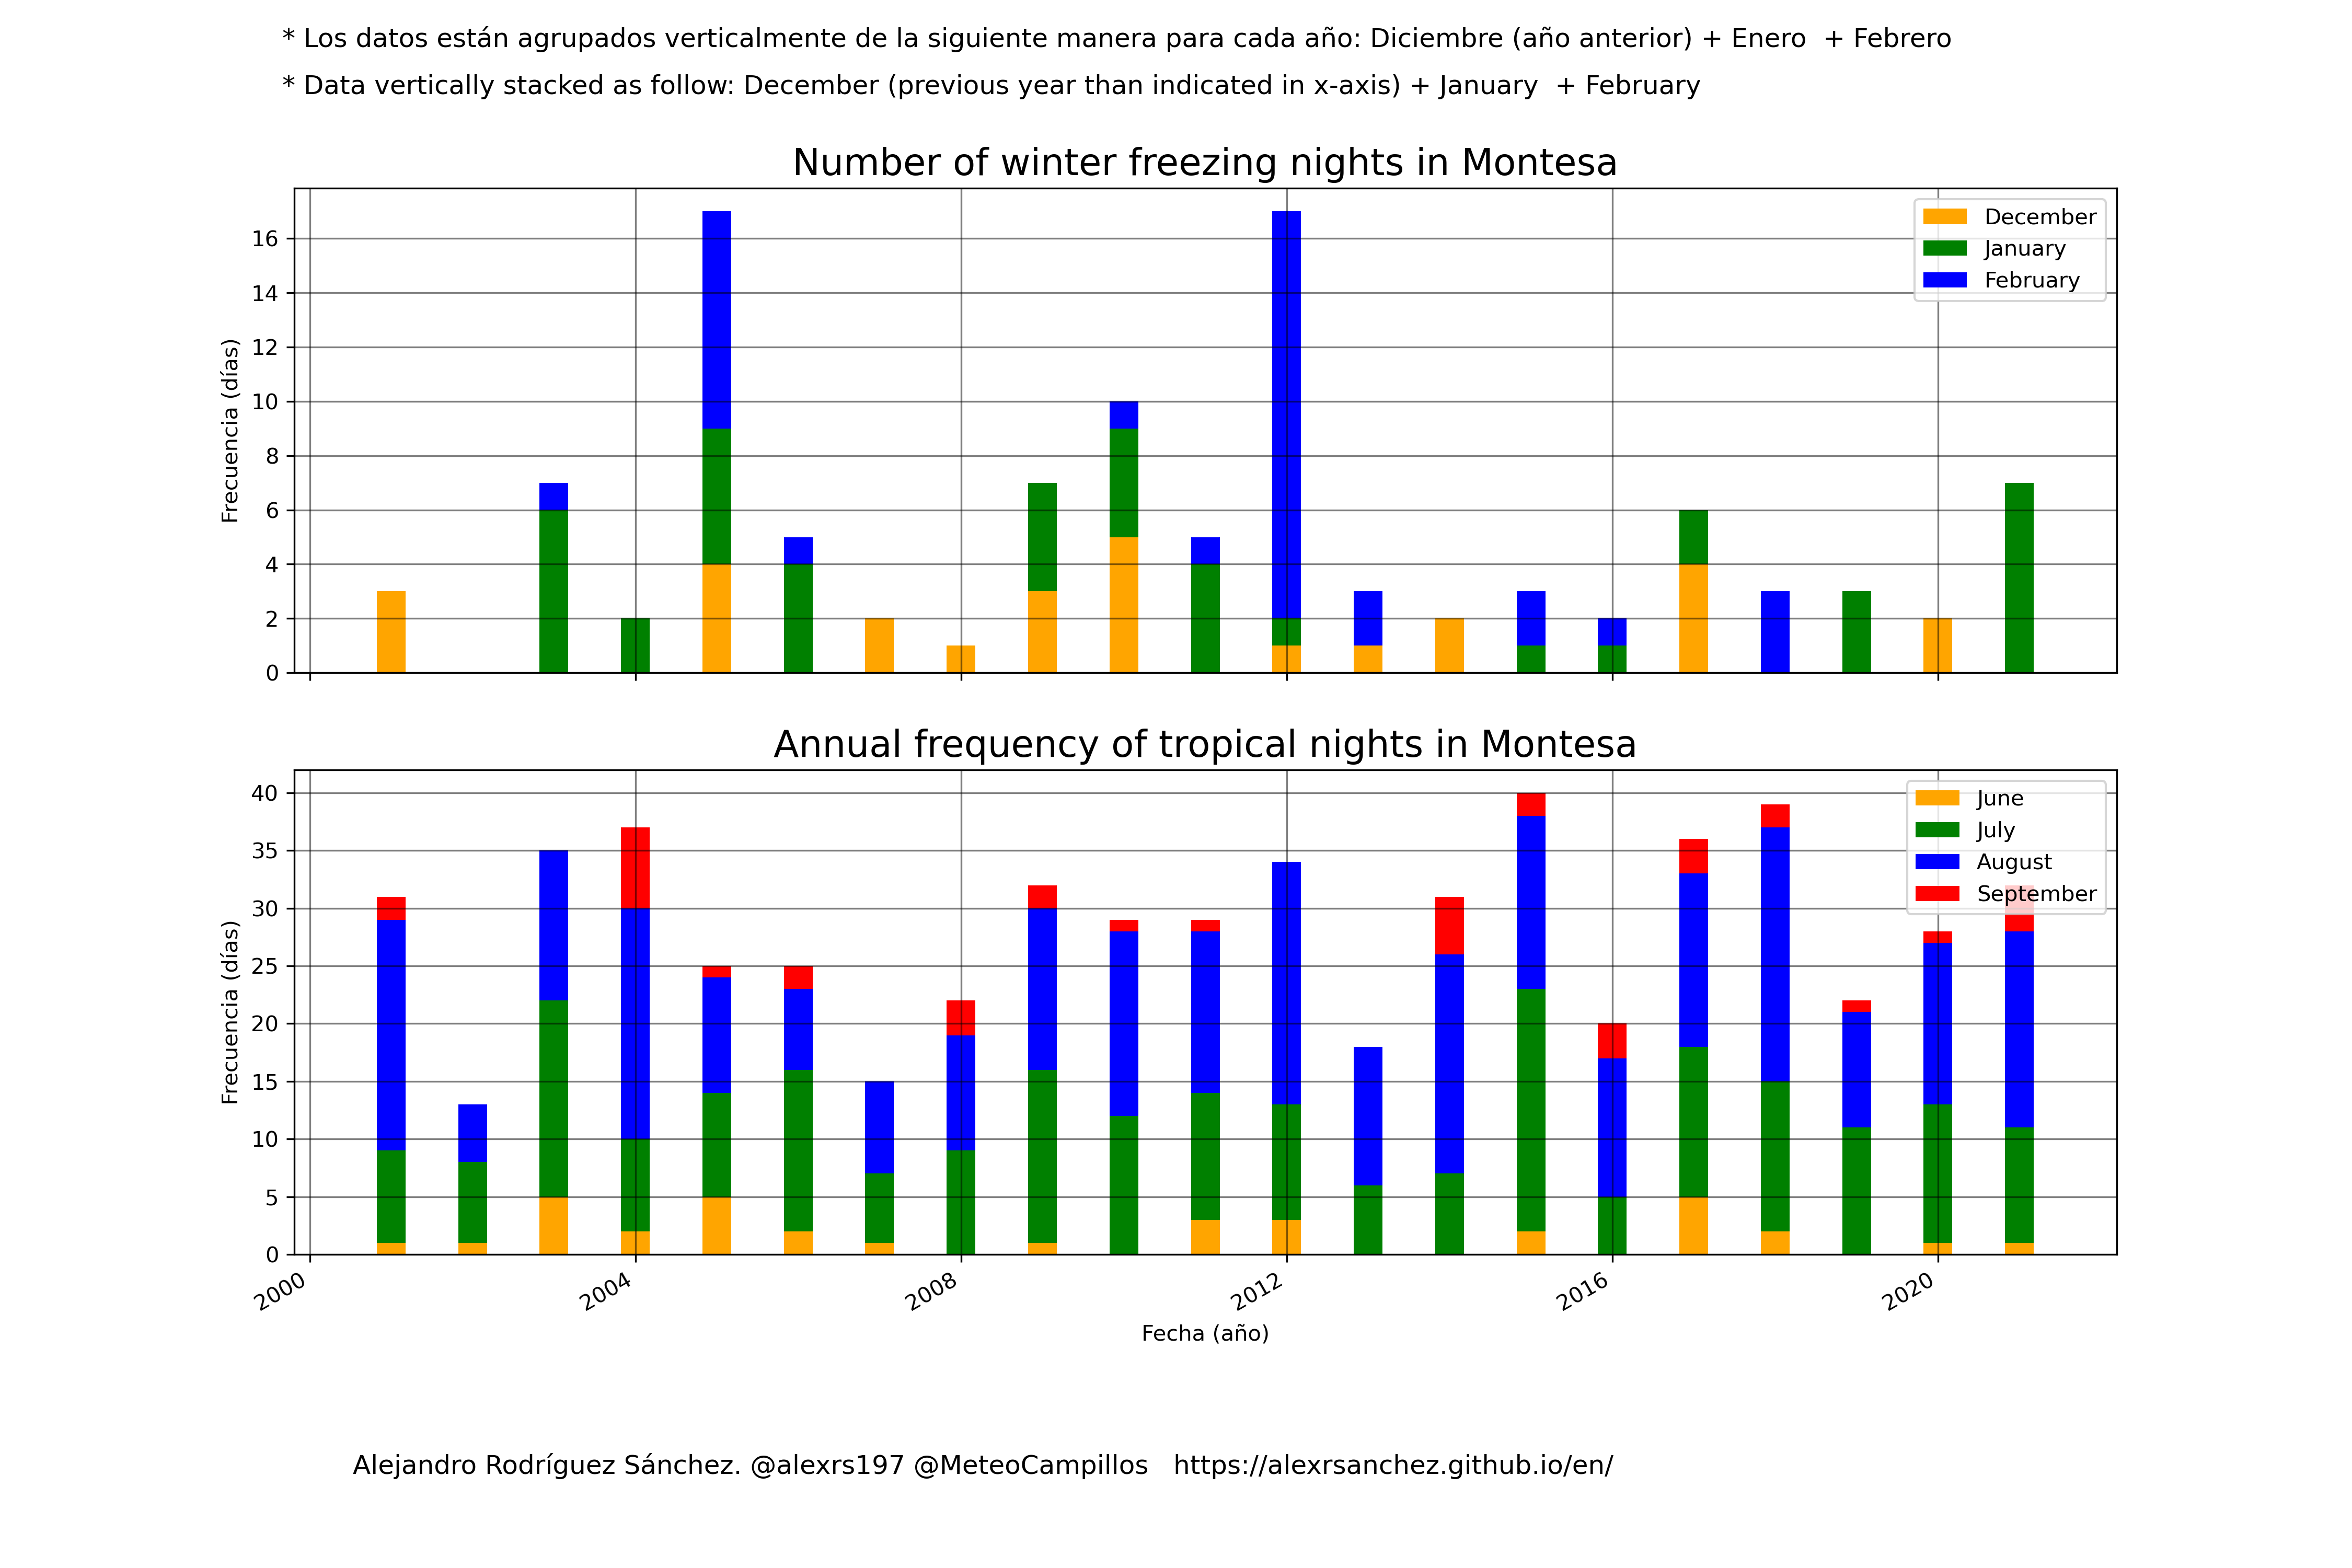 * Los datos están agrupados verticalmente de la siguiente manera para cada año: Diciembre (año anterior) + Enero  + Febrero
* Data vertically stacked as follow: December (previous year than indicated in x-axis) + January  + February
Number of winter freezing nights in Montesa
Frecuencia (días)
16
14
12
10
8
6
4
2
0
December
January
February
Annual frequency of tropical nights in Montesa
Frecuencia (días)
40
35
30
25
20
15
10
5
0
June
July
August
September
2000
2004
2008
2012
2016
2020
Fecha (año)
Alejandro Rodríguez Sánchez. @alexrs197 @MeteoCampillos   https://alexrsanchez.github.io/en/